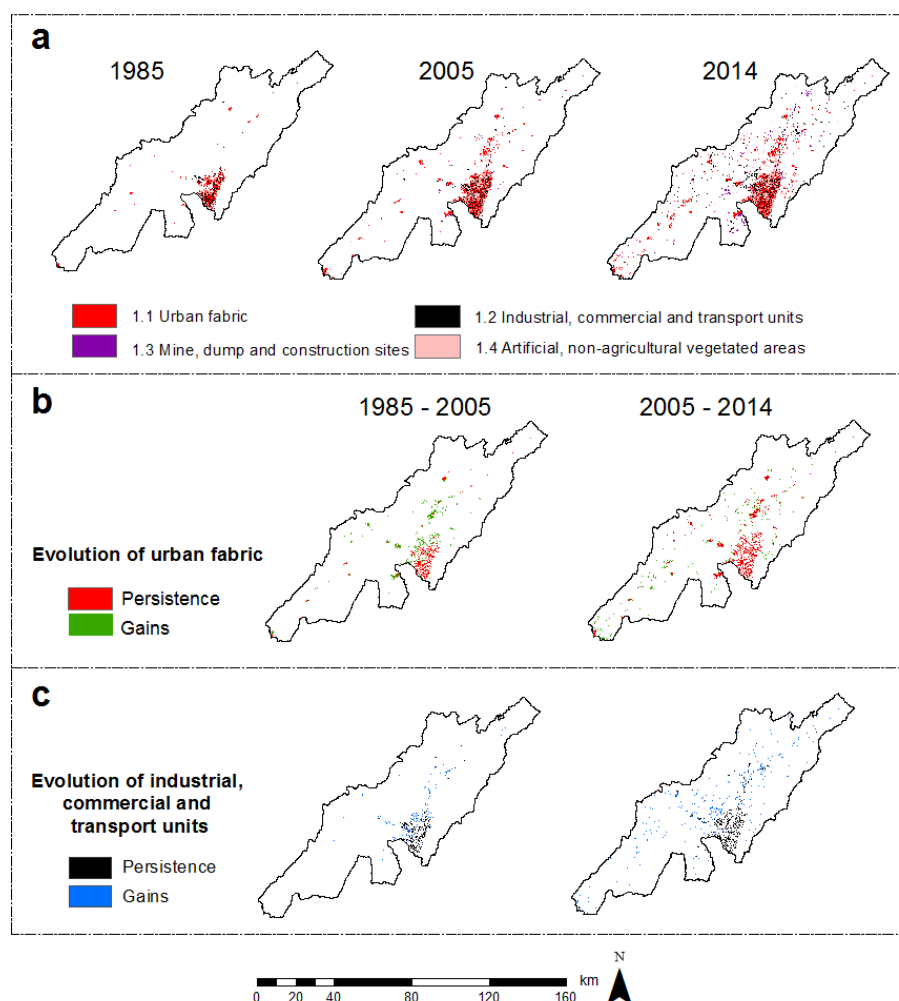 a
1985
2005
2014
1.1 Urban fabric
1.2 Industrial, commercial and transport units
1.3 Mine, dump and construction sites
1.4 Artificial, non-agricultural vegetated areas
b
1985 - 2005
2005 - 2014
Evolution of urban fabric
Persistence
Gains
c
Evolution of industrial,
commercial and
transport units
Persistence
Gains
N
km
0 20 40 80 120 160